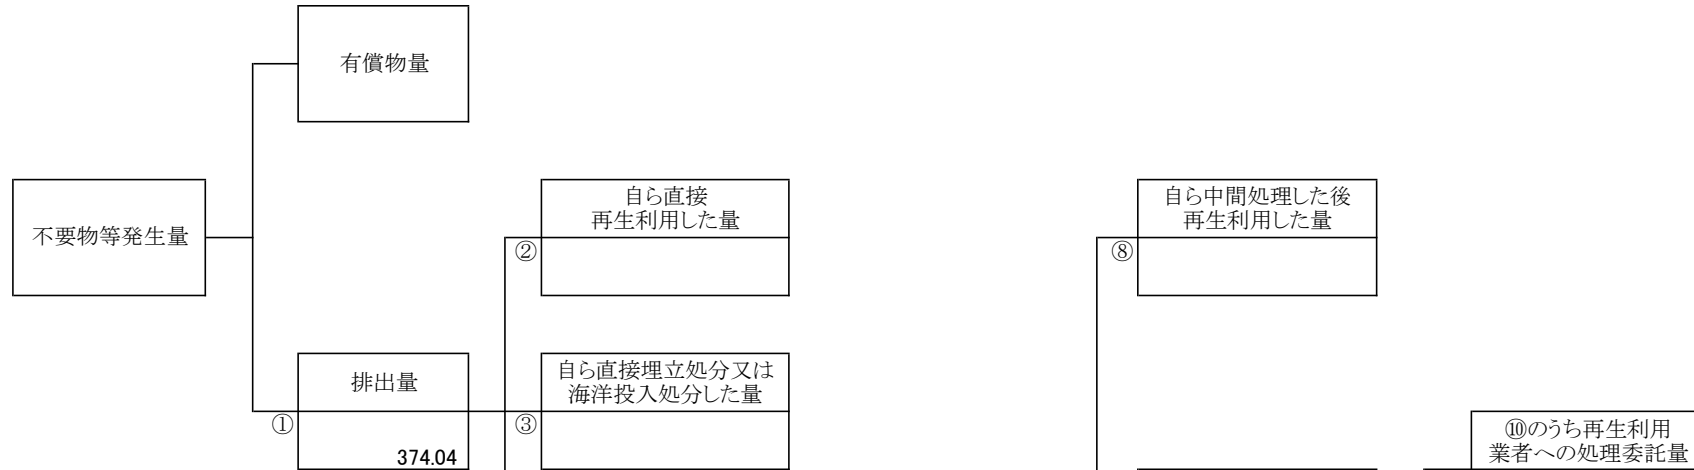 有償物量
不要物等発生量
自ら直接
再生利用した量
②
自ら中間処理した後
再生利用した量
⑧
排出量
①
374.04
自ら直接埋立処分又は
海洋投入処分した量
③
⑩のうち再生利用
業者への処理委託量